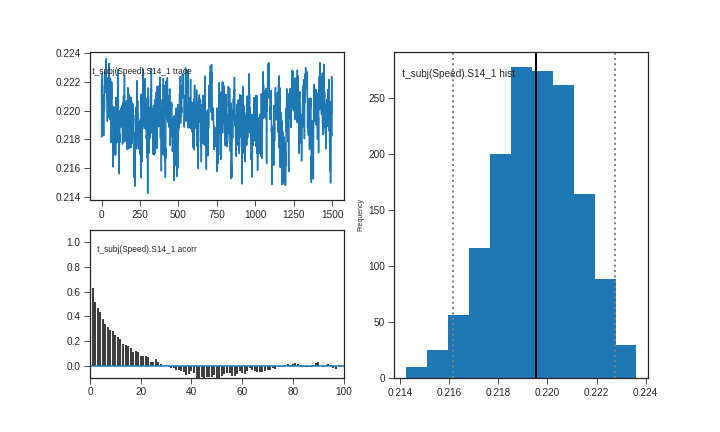 0.224
0.222
0.220
0.218
0.216
0.214
t_subj(Speed).S14_1 trace
0 250 500 750 1000 1250 1500
1.0
0.8
0.6
0.4
0.2
0.0
t_subj(Speed).S14_1 acorr
0 20 40 60 80 100
Frequency
250
200
150
100
50
0
t_subj(Speed).S14_1 hist
0.214 0.216 0.218 0.220 0.222 0.224